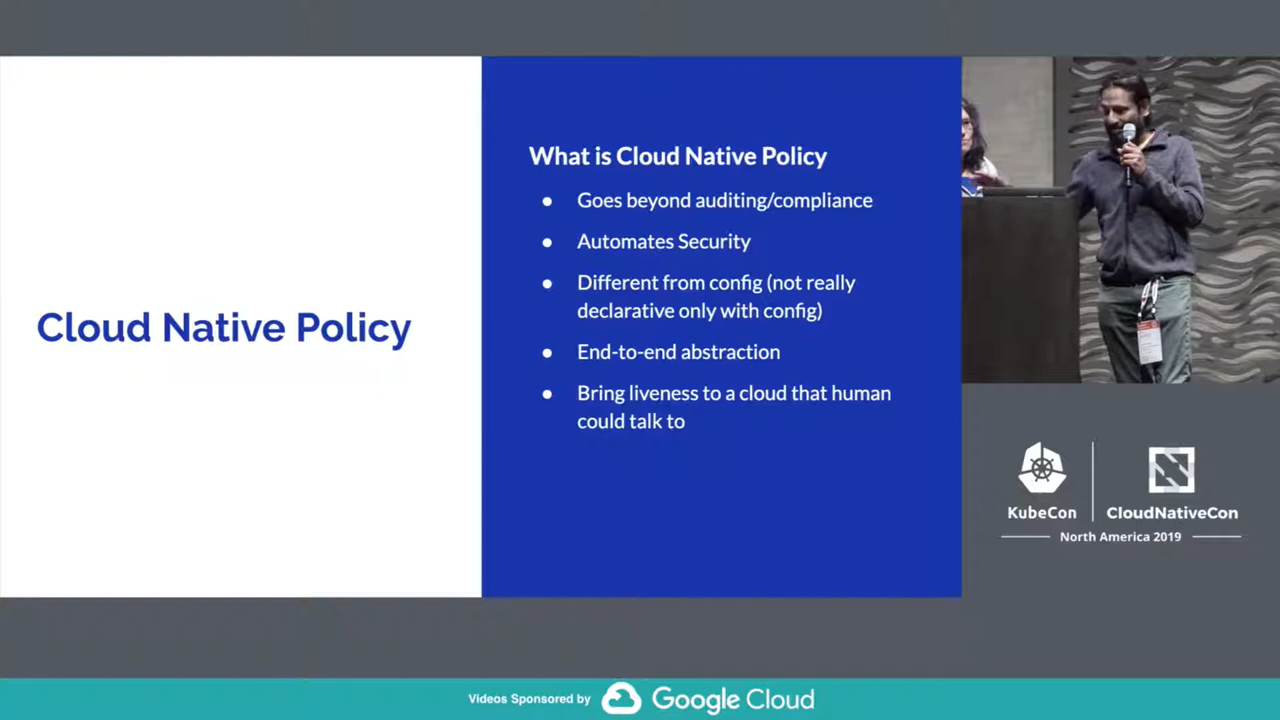 Cloud Native Policy
What is Cloud Native Policy
● Goes beyond auditing/compliance
● Automates Security
● Different from config (not really
declarative only with config)
● End-to-end abstraction
● Bring liveness to a cloud that human
could talk to
KubeCon
CloudNativeCon
North America 2019
Videos Sponsored by Google Cloud